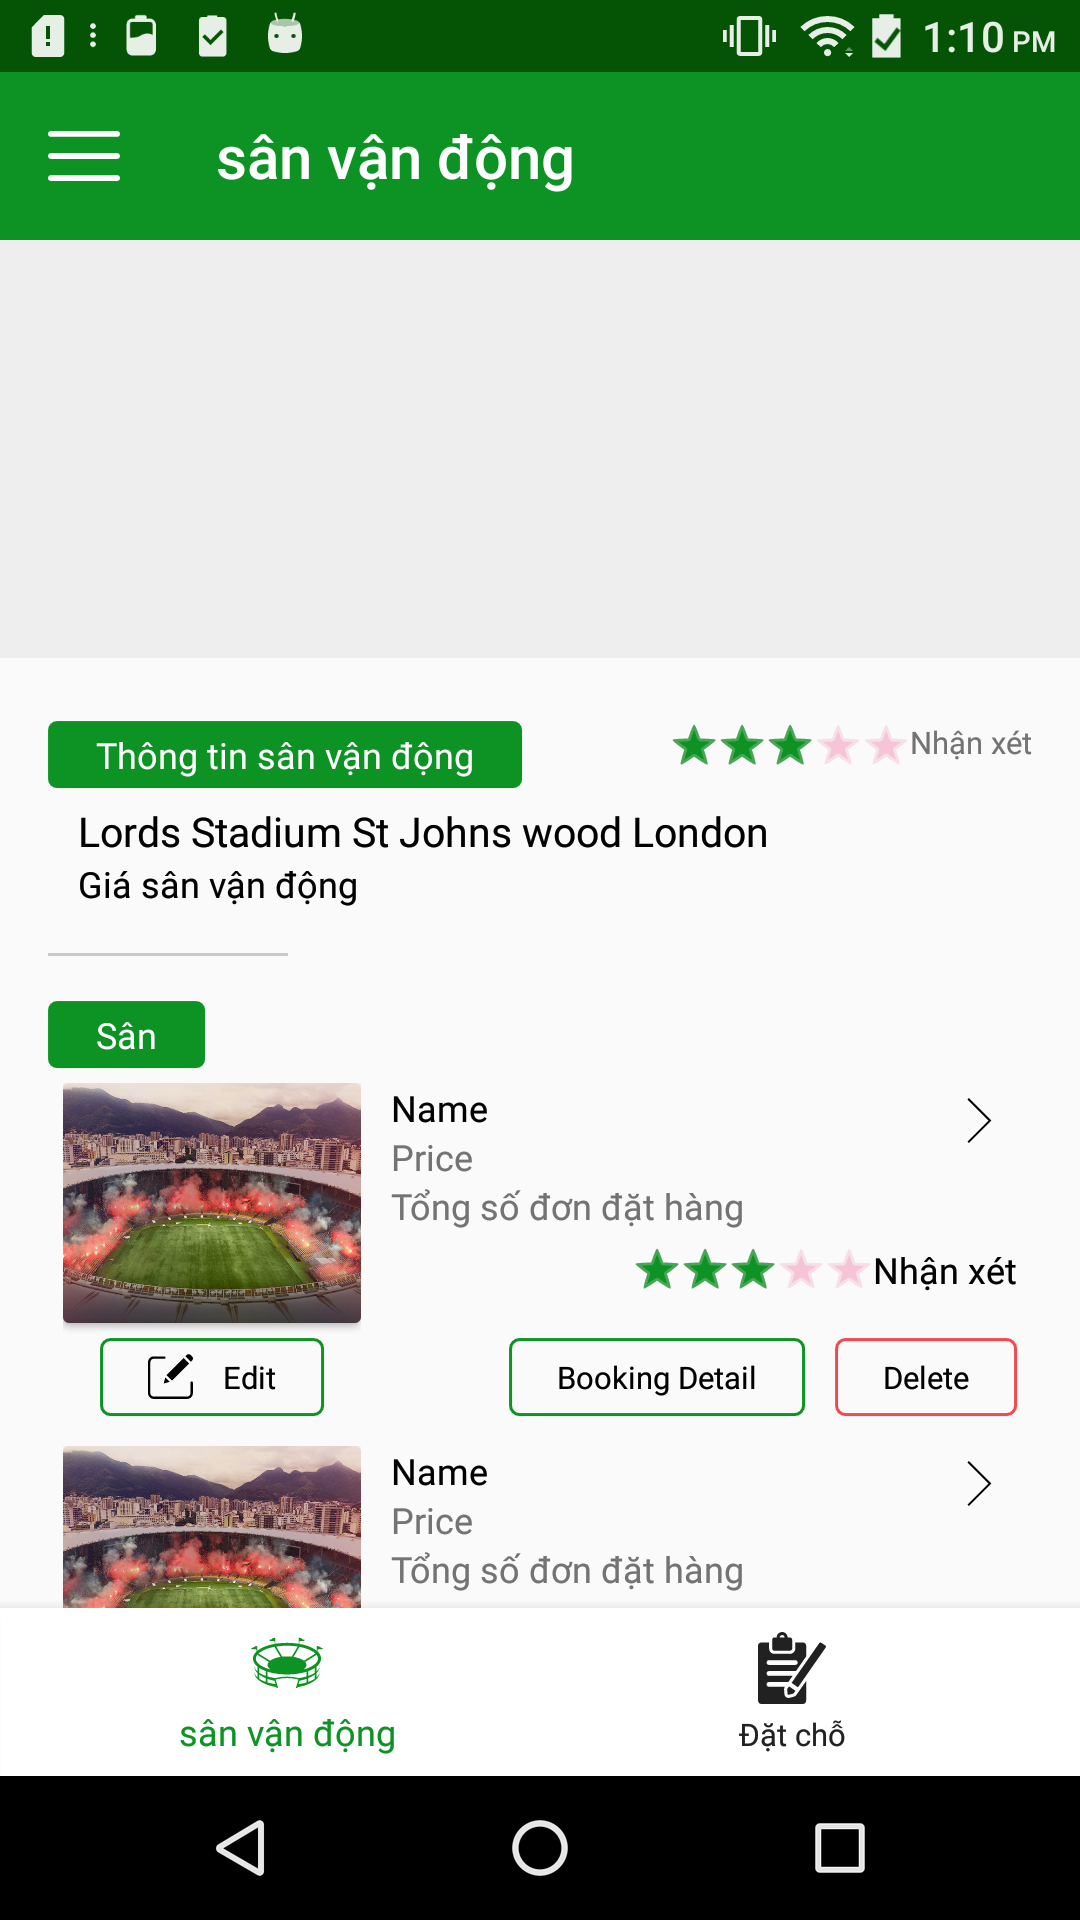 1:10 PM
sân vận động
Thông tin sân vận động
Nhận xét
Lords Stadium St Johns wood London
Giá sân vận động
Sân
Name
Price
Tổng số đơn đặt hàng
Nhận xét
Edit
Booking Detail
Delete
Name
Price
Tổng số đơn đặt hàng
sân vận động
Đặt chỗ